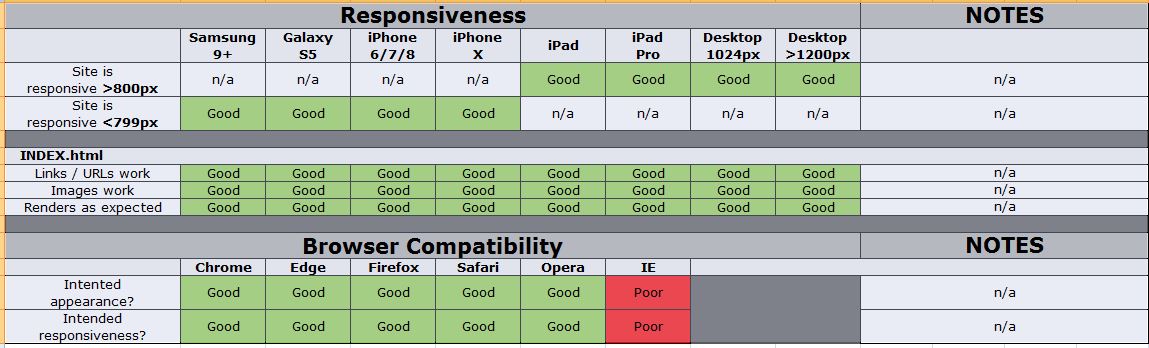 Responsiveness NOTES
Samsung 9+ Galaxy S5 iPhone 6/7/8 iPhone X iPad iPad Pro Desktop 1024px Desktop >1200px
Site is responsive >800px n/a n/a n/a n/a Good Good Good Good n/a
Site is responsive <799px Good Good Good Good n/a n/a n/a n/a n/a
INDEX.html
Links / URLs work Good Good Good Good Good Good Good Good n/a
Images work Good Good Good Good Good Good Good Good n/a
Renders as expected Good Good Good Good Good Good Good Good n/a
Browser Compatibility NOTES
Chrome Edge Firefox Safari Opera IE
Intented appearance? Good Good Good Good Good Poor n/a
Intended responsiveness? Good Good Good Good Good Poor n/a